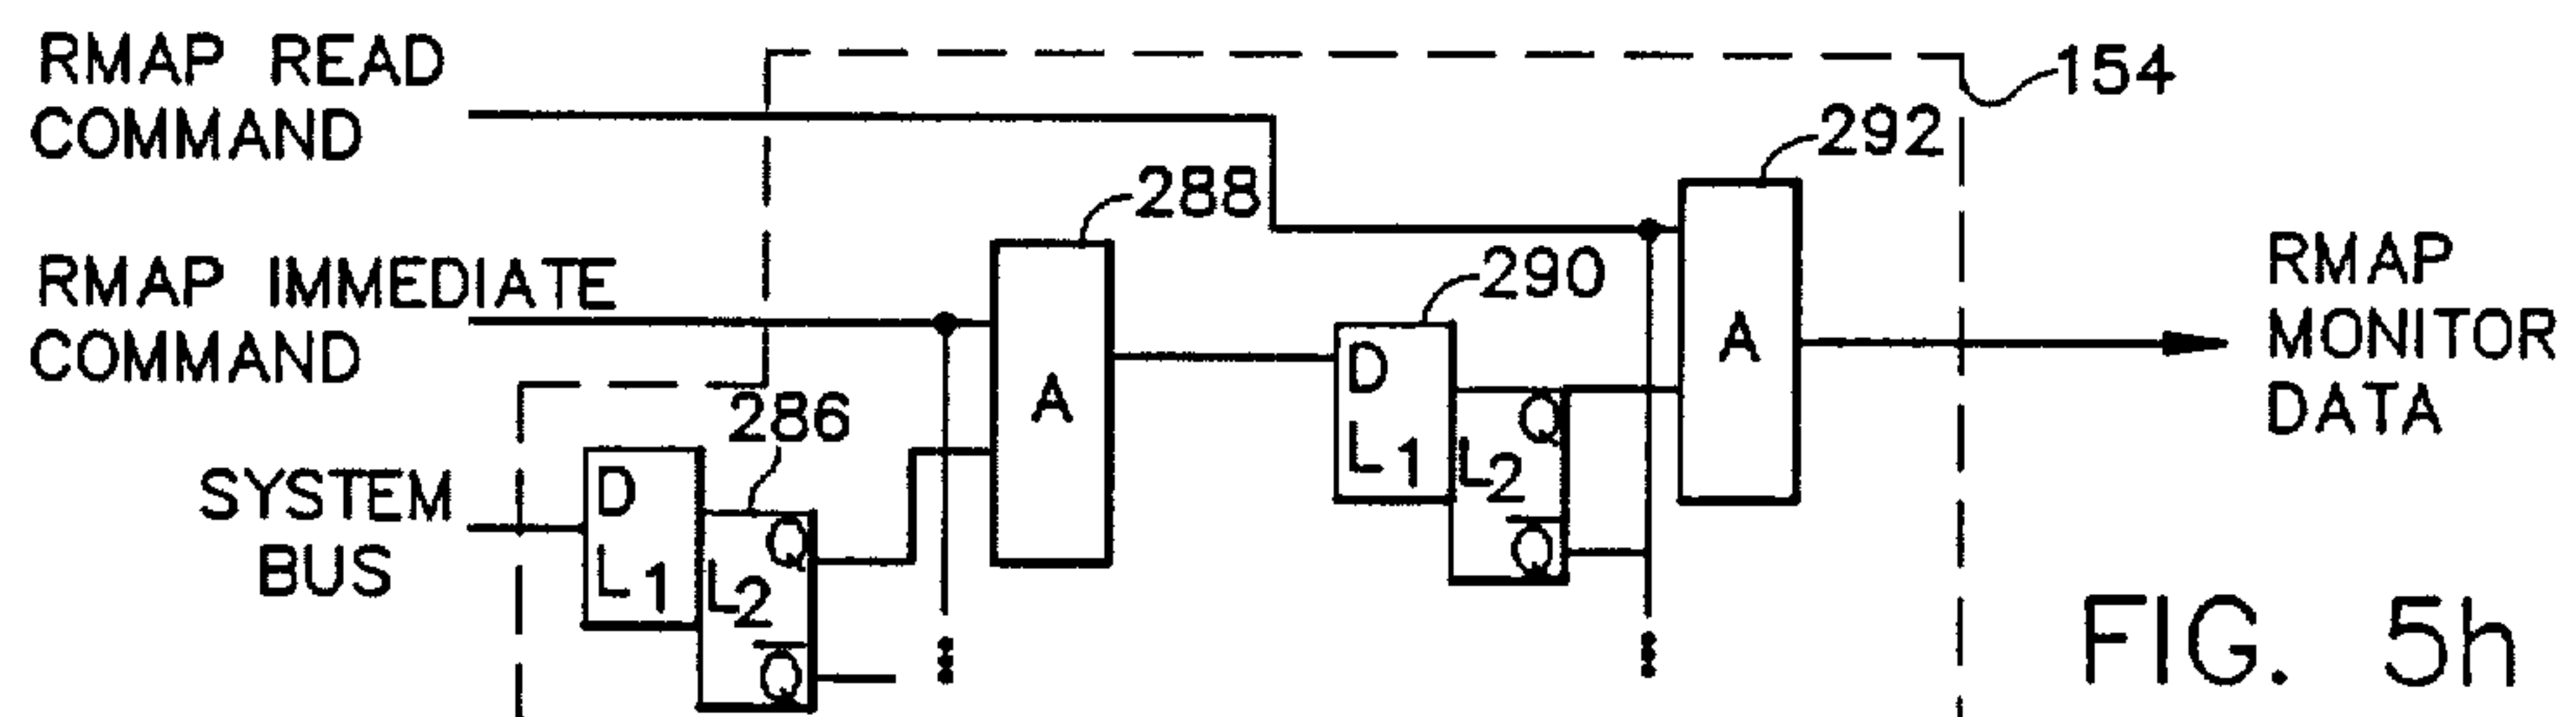 RMAP READ
COMMAND
154
292
288
RMAP IMMEDIATE
COMMAND
290
RMAP
MONITOR
DATA
A
A
D
L1
L2
Q
Q̅
286
SYSTEM
BUS
D
L1
L2
Q
Q̅
FIG. 5h